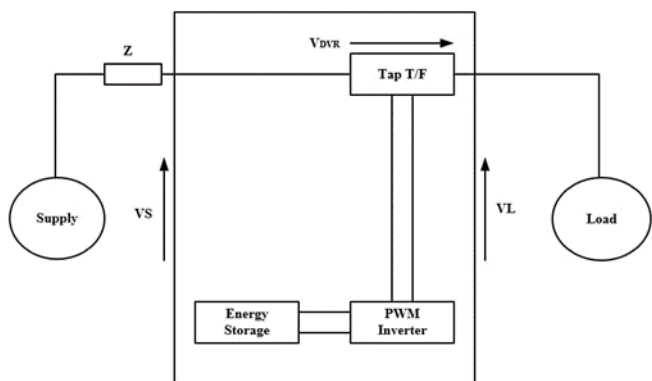 VDVR
Z
Tap T/F
Supply
VS
VL
Load
Energy
Storage
PWM
Inverter